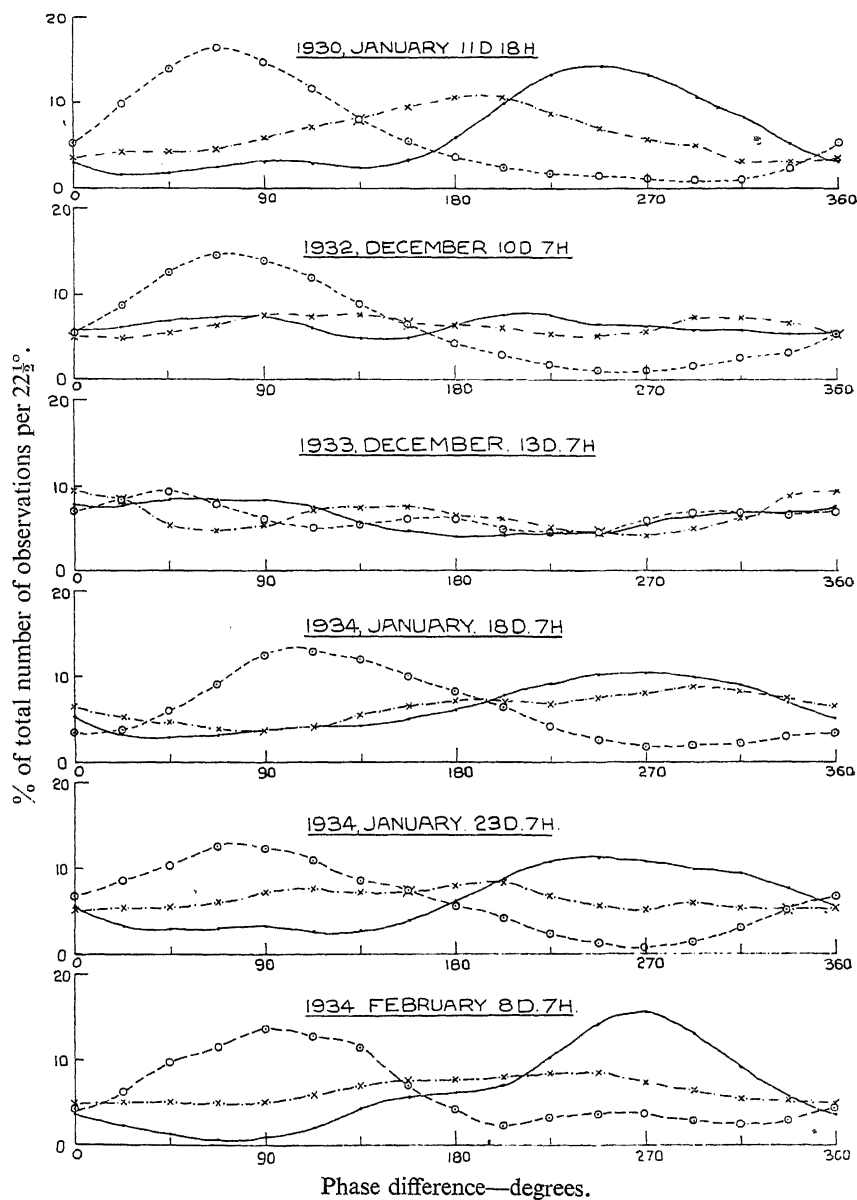 % of total number of observations per 22½°.
20
1930, JANUARY 11D 18H
10
0
0 90 180 270 360
20
1932, DECEMBER 10D 7H
10
0
0 90 180 270 360
20
1933, DECEMBER. 13D. 7H
10
0
0 90 180 270 360
20
1934, JANUARY. 18D. 7H
10
0
0 90 180 270 360
20
1934, JANUARY. 23D. 7H.
10
0
0 90 180 270 360
20
1934 FEBRUARY 8D. 7H.
10
0
0 90 180 270 360
Phase difference—degrees.